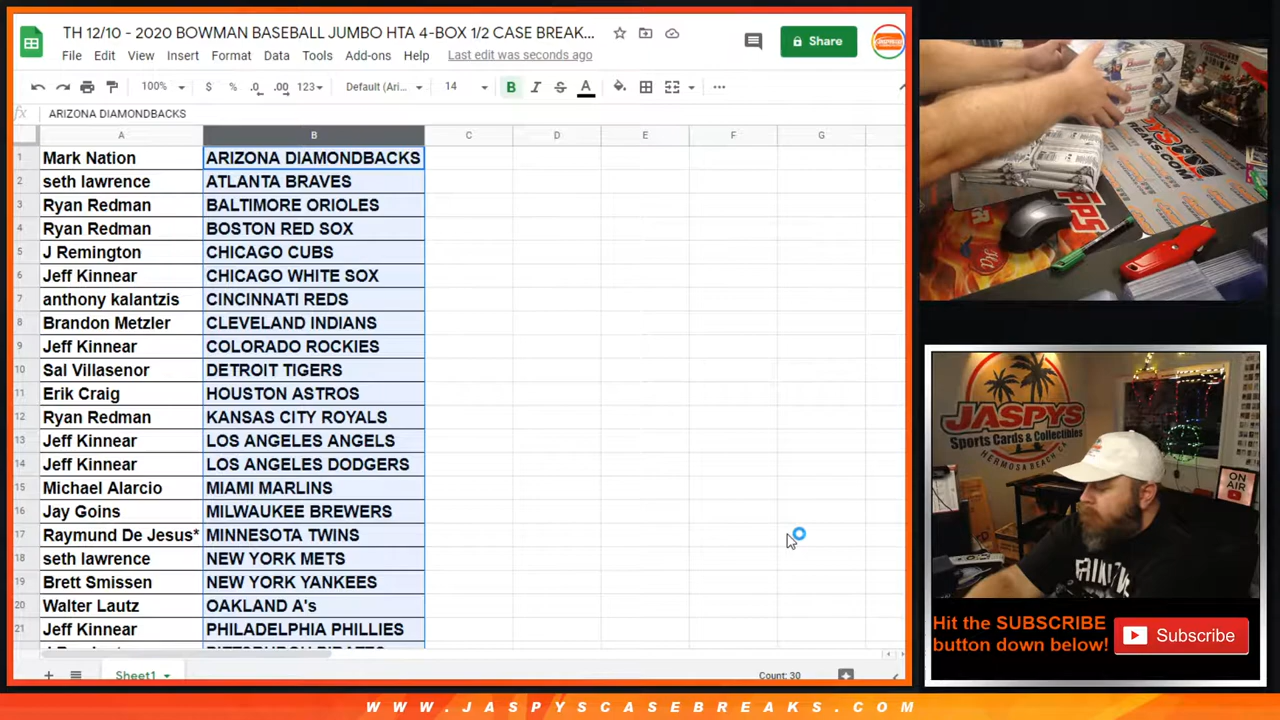 TH 12/10 - 2020 BOWMAN BASEBALL JUMBO HTA 4-BOX 1/2 CASE BREAK...
Share
File Edit View Insert Format Data Tools Add-ons Help Last edit was seconds ago
100% $ % .0 .00 123 Default (Ari... 14 B I S A
fx ARIZONA DIAMONDBACKS
A B C D E F G
1 Mark Nation ARIZONA DIAMONDBACKS
2 seth lawrence ATLANTA BRAVES
3 Ryan Redman BALTIMORE ORIOLES
4 Ryan Redman BOSTON RED SOX
5 J Remington CHICAGO CUBS
6 Jeff Kinnear CHICAGO WHITE SOX
7 anthony kalantzis CINCINNATI REDS
8 Brandon Metzler CLEVELAND INDIANS
9 Jeff Kinnear COLORADO ROCKIES
10 Sal Villasenor DETROIT TIGERS
11 Erik Craig HOUSTON ASTROS
12 Ryan Redman KANSAS CITY ROYALS
13 Jeff Kinnear LOS ANGELES ANGELS
14 Jeff Kinnear LOS ANGELES DODGERS
15 Michael Alarcio MIAMI MARLINS
16 Jay Goins MILWAUKEE BREWERS
17 Raymund De Jesus* MINNESOTA TWINS
18 seth lawrence NEW YORK METS
19 Brett Smissen NEW YORK YANKEES
20 Walter Lautz OAKLAND A's
21 Jeff Kinnear PHILADELPHIA PHILLIES
Sheet1
Count: 30
JASPYS
Sports Cards & Collectibles
HERMOSA BEACH, CA
ON
AIR
Hit the SUBSCRIBE
button down below!
Subscribe
WWW.JASPYSCASEBREAKS.COM